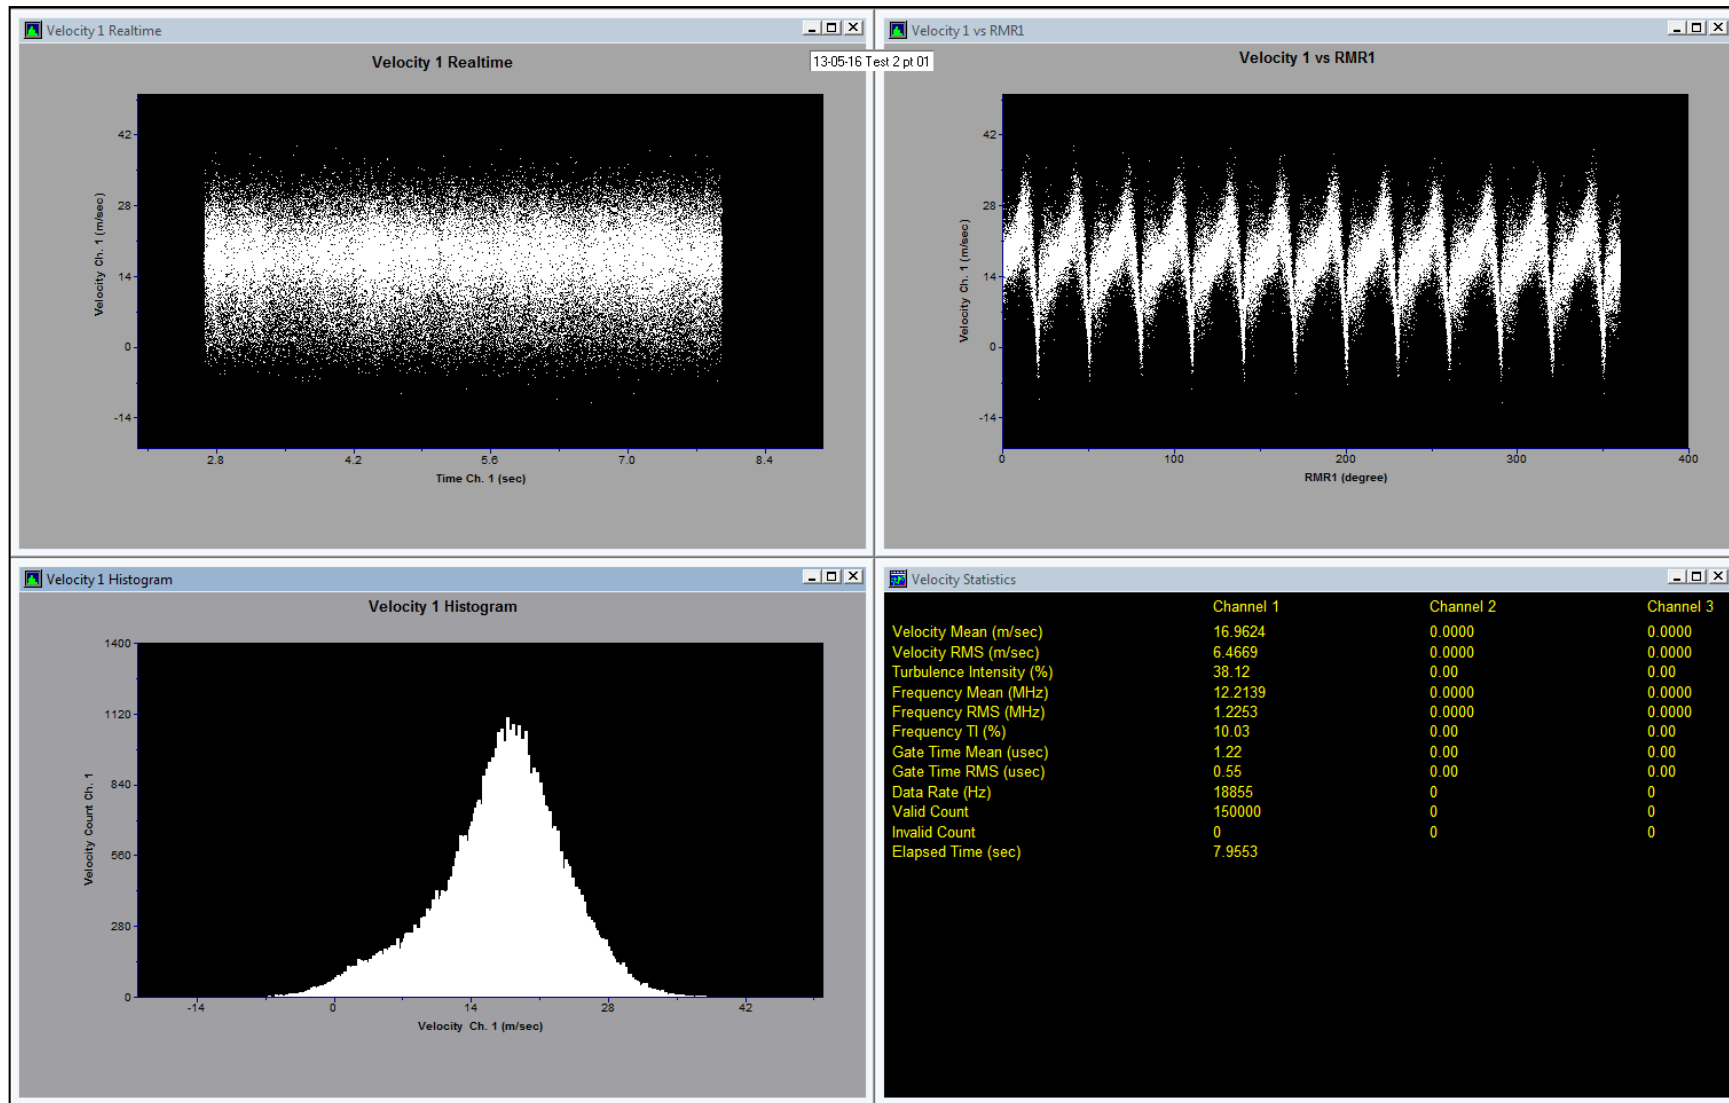 Velocity 1 Realtime
Velocity 1 Realtime
13-05-16 Test 2 pt 01
42
28
14
0
-14
Velocity Ch. 1 (m/sec)
2.8 4.2 5.6 7.0 8.4
Time Ch. 1 (sec)
Velocity 1 vs RMR1
Velocity 1 vs RMR1
42
28
14
0
-14
Velocity Ch. 1 (m/sec)
0 100 200 300 400
RMR1 (degree)
Velocity 1 Histogram
Velocity 1 Histogram
1400
1120
840
560
280
0
Velocity Count Ch. 1
-14 0 14 28 42
Velocity Ch. 1 (m/sec)
Velocity Statistics
Channel 1 Channel 2 Channel 3
Velocity Mean (m/sec) 16.9624 0.0000 0.0000
Velocity RMS (m/sec) 6.4669 0.0000 0.0000
Turbulence Intensity (%) 38.12 0.00 0.00
Frequency Mean (MHz) 12.2139 0.0000 0.0000
Frequency RMS (MHz) 1.2253 0.0000 0.0000
Frequency TI (%) 10.03 0.00 0.00
Gate Time Mean (usec) 1.22 0.00 0.00
Gate Time RMS (usec) 0.55 0.00 0.00
Data Rate (Hz) 18855 0 0
Valid Count 150000 0 0
Invalid Count 0 0 0
Elapsed Time (sec) 7.9553